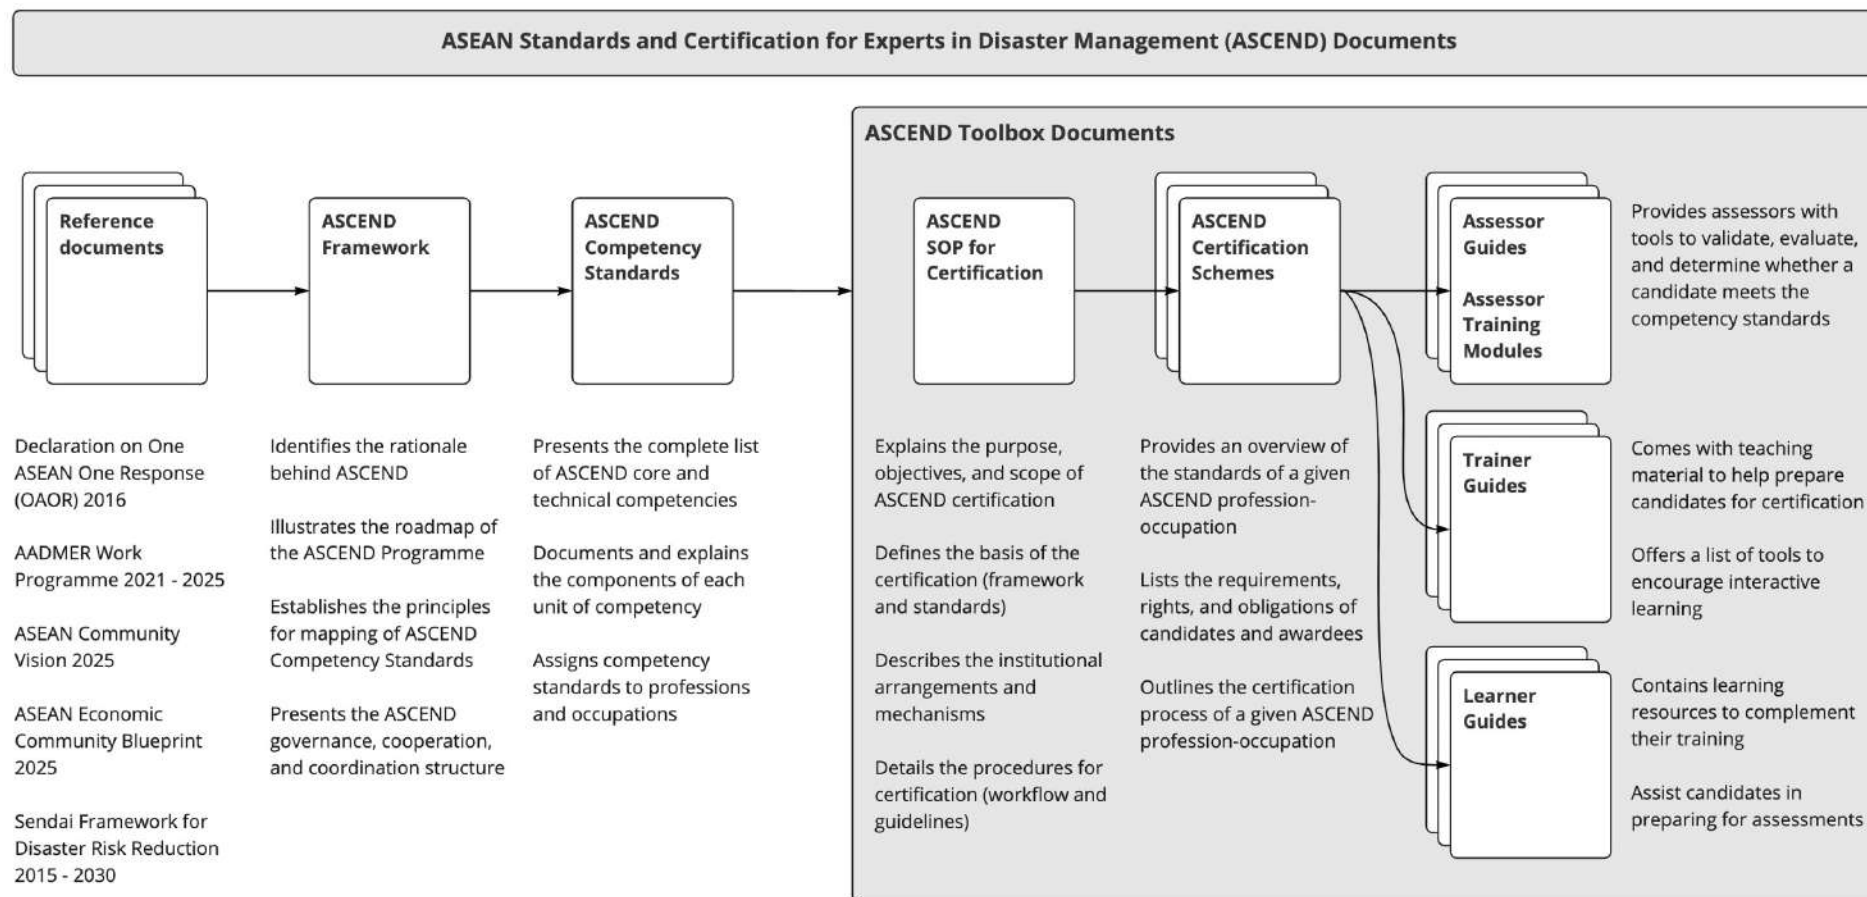 ASEAN Standards and Certification for Experts in Disaster Management (ASCEND) Documents
Reference
documents
Declaration on One
ASEAN One Response
(OAOR) 2016
AADMER Work
Programme 2021 - 2025
ASEAN Community
Vision 2025
ASEAN Economic
Community Blueprint
2025
Sendai Framework for
Disaster Risk Reduction
2015 - 2030
ASCEND
Framework
Identifies the rationale
behind ASCEND
Illustrates the roadmap of
the ASCEND Programme
Establishes the principles
for mapping of ASCEND
Competency Standards
Presents the ASCEND
governance, cooperation,
and coordination structure
ASCEND
Competency
Standards
Presents the complete list
of ASCEND core and
technical competencies
Documents and explains
the components of each
unit of competency
Assigns competency
standards to professions
and occupations
ASCEND Toolbox Documents
ASCEND
SOP for
Certification
Explains the purpose,
objectives, and scope of
ASCEND certification
Defines the basis of the
certification (framework
and standards)
Describes the institutional
arrangements and
mechanisms
Details the procedures for
certification (workflow and
guidelines)
ASCEND
Certification
Schemes
Provides an overview of
the standards of a given
ASCEND profession-
occupation
Lists the requirements,
rights, and obligations of
candidates and awardees
Outlines the certification
process of a given ASCEND
profession-occupation
Assessor
Guides
Assessor
Training
Modules
Provides assessors with
tools to validate, evaluate,
and determine whether a
candidate meets the
competency standards
Trainer
Guides
Comes with teaching
material to help prepare
candidates for certification
Offers a list of tools to
encourage interactive
learning
Learner
Guides
Contains learning
resources to complement
their training
Assist candidates in
preparing for assessments